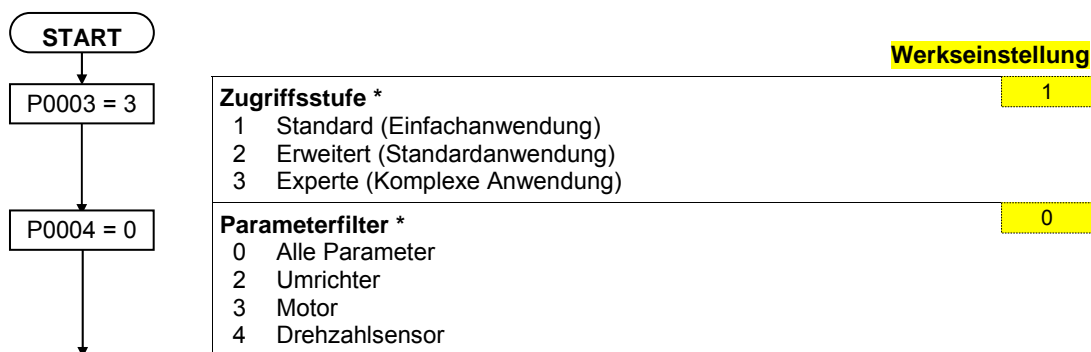 START
Werkseinstellung
P0003 = 3
Zugriffsstufe * 1
1 Standard (Einfachanwendung)
2 Erweitert (Standardanwendung)
3 Experte (Komplexe Anwendung)
P0004 = 0
Parameterfilter * 0
0 Alle Parameter
2 Umrichter
3 Motor
4 Drehzahlsensor